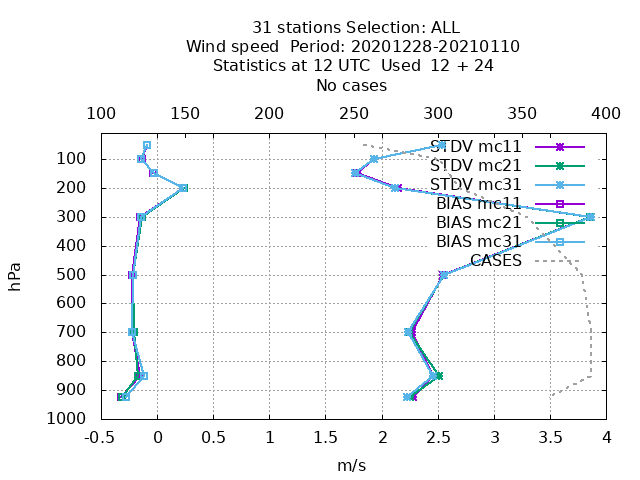 31 stations Selection: ALL
Wind speed  Period: 20201228-20210110
Statistics at 12 UTC  Used  12 + 24
No cases
100 150 200 250 300 350 400
STDV mc11
STDV mc21
STDV mc31
BIAS mc11
BIAS mc21
BIAS mc31
CASES
100
200
300
400
500
600
700
800
900
1000
hPa
-0.5 0 0.5 1 1.5 2 2.5 3 3.5 4
m/s